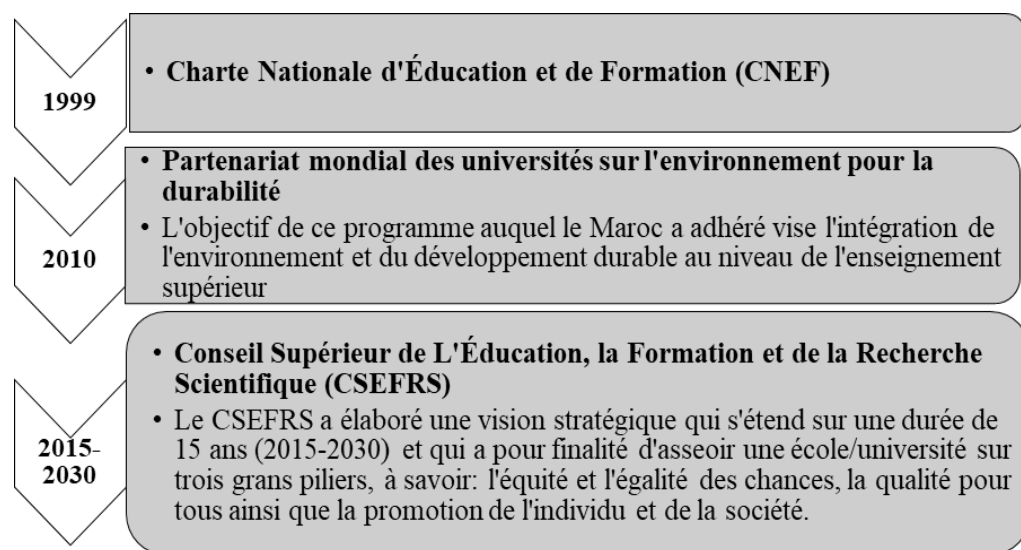 1999
• Charte Nationale d'Éducation et de Formation (CNEF)
2010
• Partenariat mondial des universités sur l'environnement pour la
durabilité
• L'objectif de ce programme auquel le Maroc a adhéré vise l'intégration de
l'environnement et du développement durable au niveau de l'enseignement
supérieur
2015-
2030
• Conseil Supérieur de L'Éducation, la Formation et de la Recherche
Scientifique (CSEFRS)
• Le CSEFRS a élaboré une vision stratégique qui s'étend sur une durée de
15 ans (2015-2030) et qui a pour finalité d'asseoir une école/université sur
trois grans piliers, à savoir: l'équité et l'égalité des chances, la qualité pour
tous ainsi que la promotion de l'individu et de la société.